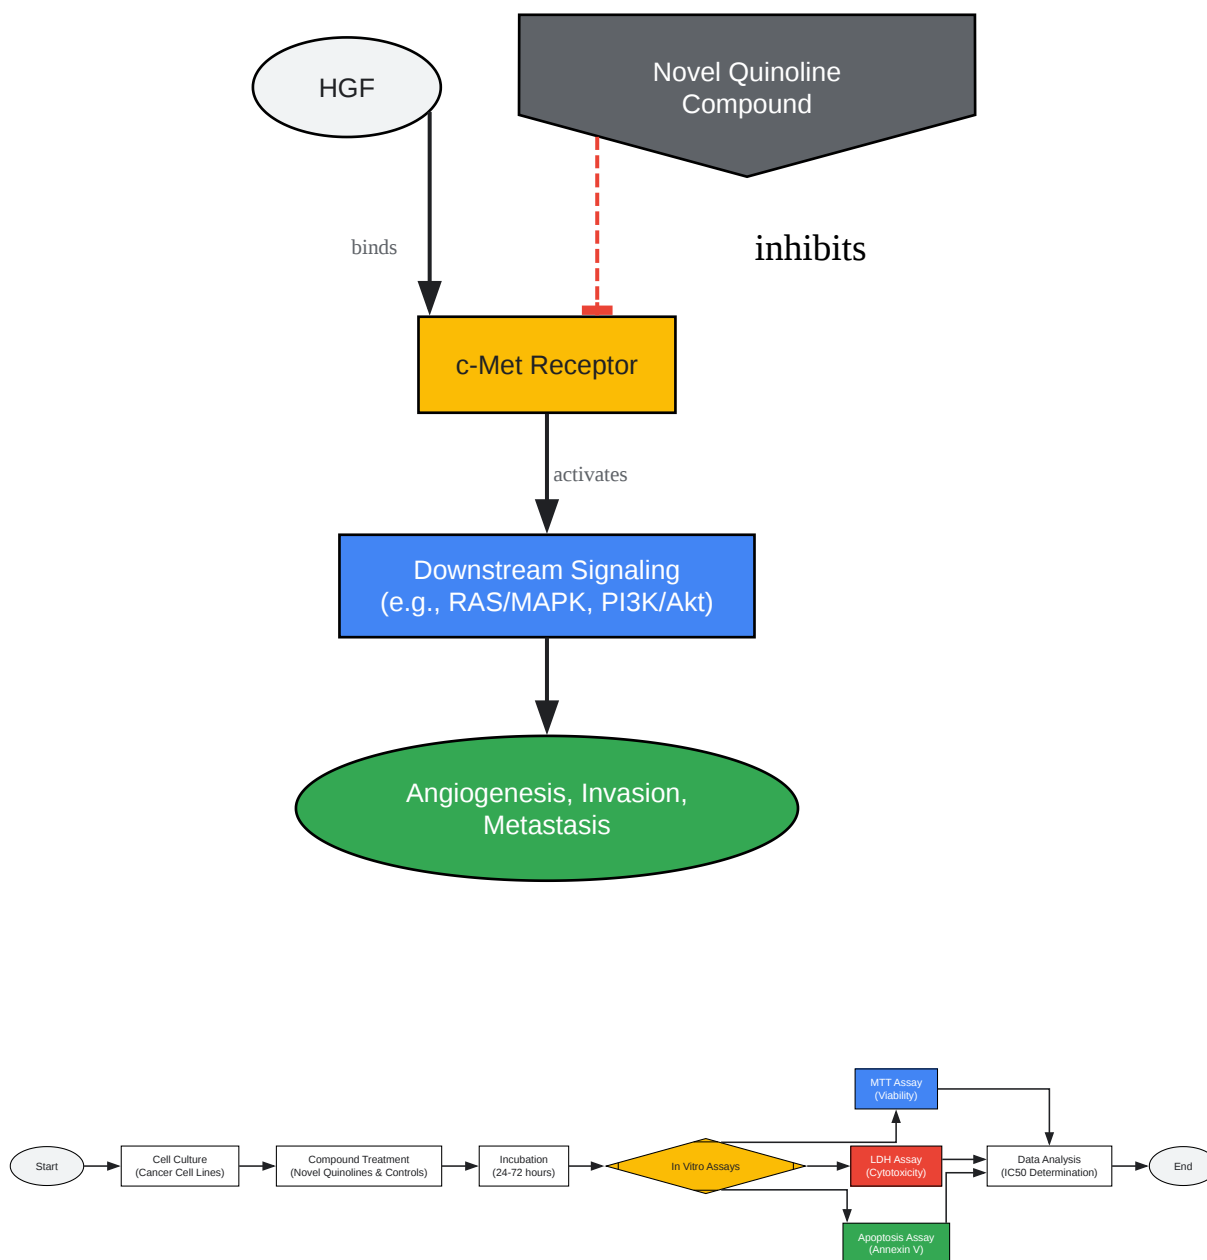 HGF
Novel Quinoline
Compound
binds
inhibits
c-Met Receptor
activates
Downstream Signaling
(e.g., RAS/MAPK, PI3K/Akt)
Angiogenesis, Invasion,
Metastasis
Start
Cell Culture
(Cancer Cell Lines)
Compound Treatment
(Novel Quinolines & Controls)
Incubation
(24-72 hours)
In Vitro Assays
MTT Assay
(Viability)
LDH Assay
(Cytotoxicity)
Apoptosis Assay
(Annexin V)
Data Analysis
(IC50 Determination)
End